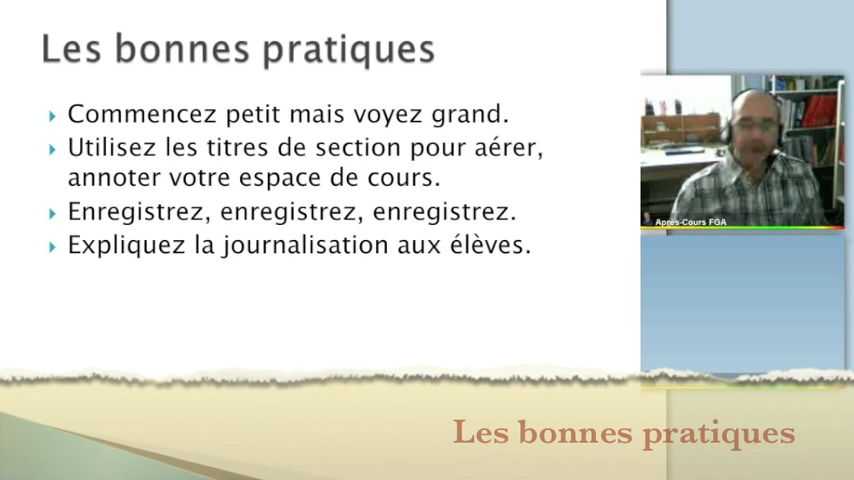 Les bonnes pratiques
Commencez petit mais voyez grand.
Utilisez les titres de section pour aérer,
annoter votre espace de cours.
Enregistrez, enregistrez, enregistrez.
Expliquez la journalisation aux élèves.
Après-Cours FGA
Les bonnes pratiques